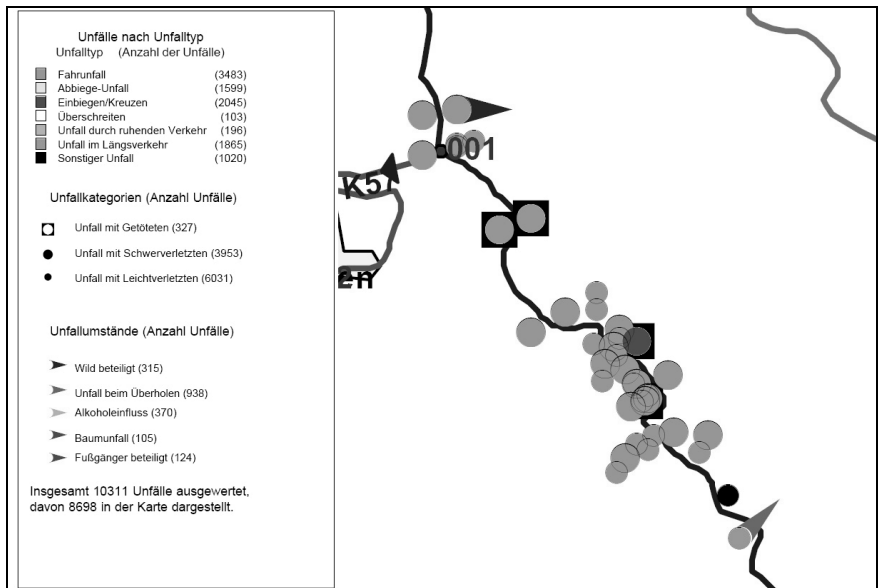 Unfälle nach Unfalltyp
Unfalltyp (Anzahl der Unfälle)
Fahrunfall (3483)
Abbiege-Unfall (1599)
Einbiegen/Kreuzen (2045)
Überschreiten (103)
Unfall durch ruhenden Verkehr (196)
Unfall im Längsverkehr (1865)
Sonstiger Unfall (1020)
Unfallkategorien (Anzahl Unfälle)
Unfall mit Getöteten (327)
Unfall mit Schwerverletzten (3953)
Unfall mit Leichtverletzten (6031)
Unfallumstände (Anzahl Unfälle)
Wild beteiligt (315)
Unfall beim Überholen (938)
Alkoholeinfluss (370)
Baumunfall (105)
Fußgänger beteiligt (124)
Insgesamt 10311 Unfälle ausgewertet,
davon 8698 in der Karte dargestellt.
001
K57
en